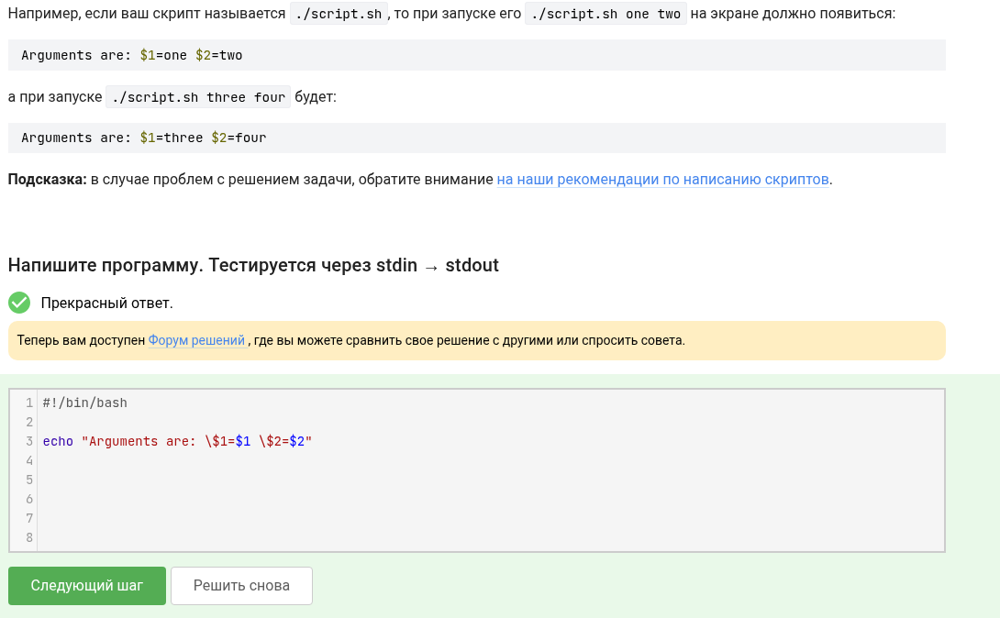 Например, если ваш скрипт называется ./script.sh, то при запуске его ./script.sh one two на экране должно появиться:
Arguments are: $1=one $2=two
а при запуске ./script.sh three four будет:
Arguments are: $1=three $2=four
Подсказка: в случае проблем с решением задачи, обратите внимание на наши рекомендации по написанию скриптов.
Напишите программу. Тестируется через stdin → stdout
Прекрасный ответ.
Теперь вам доступен Форум решений , где вы можете сравнить свое решение с другими или спросить совета.
1 #!/bin/bash
2
3 echo "Arguments are: \$1=$1 \$2=$2"
4
5
6
7
8
Следующий шаг Решить снова